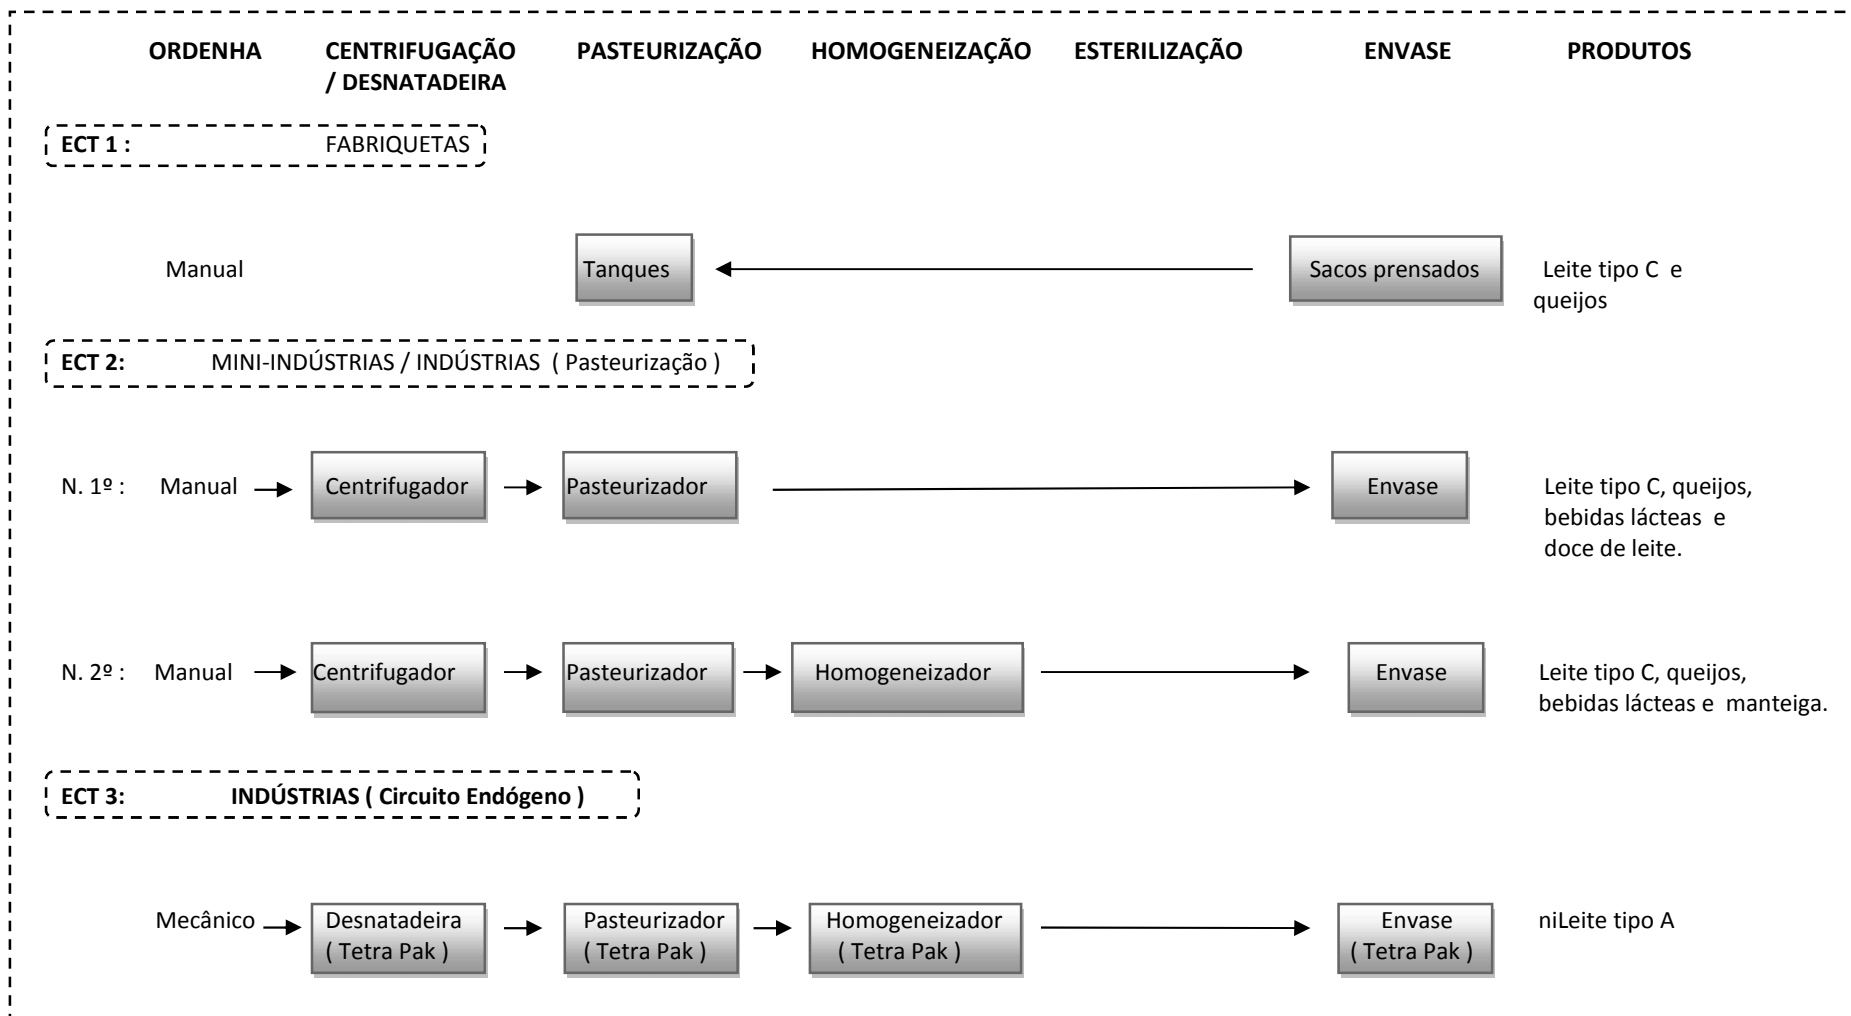 ORDENHA CENTRIFUGAÇÃO PASTEURIZAÇÃO HOMOGENEIZAÇÃO ESTERILIZAÇÃO ENVASE PRODUTOS
/ DESNATADEIRA
ECT 1 : FABRIQUETAS
Manual Tanques Sacos prensados Leite tipo C e
queijos
ECT 2: MINI-INDÚSTRIAS / INDÚSTRIAS ( Pasteurização )
N. 1º : Manual Centrifugador Pasteurizador Envase Leite tipo C, queijos,
bebidas lácteas e
doce de leite.
N. 2º : Manual Centrifugador Pasteurizador Homogeneizador Envase Leite tipo C, queijos,
bebidas lácteas e manteiga.
ECT 3: INDÚSTRIAS ( Circuito Endógeno )
Mecânico Desnatadeira Pasteurizador Homogeneizador Envase niLeite tipo A
( Tetra Pak ) ( Tetra Pak ) ( Tetra Pak ) ( Tetra Pak )